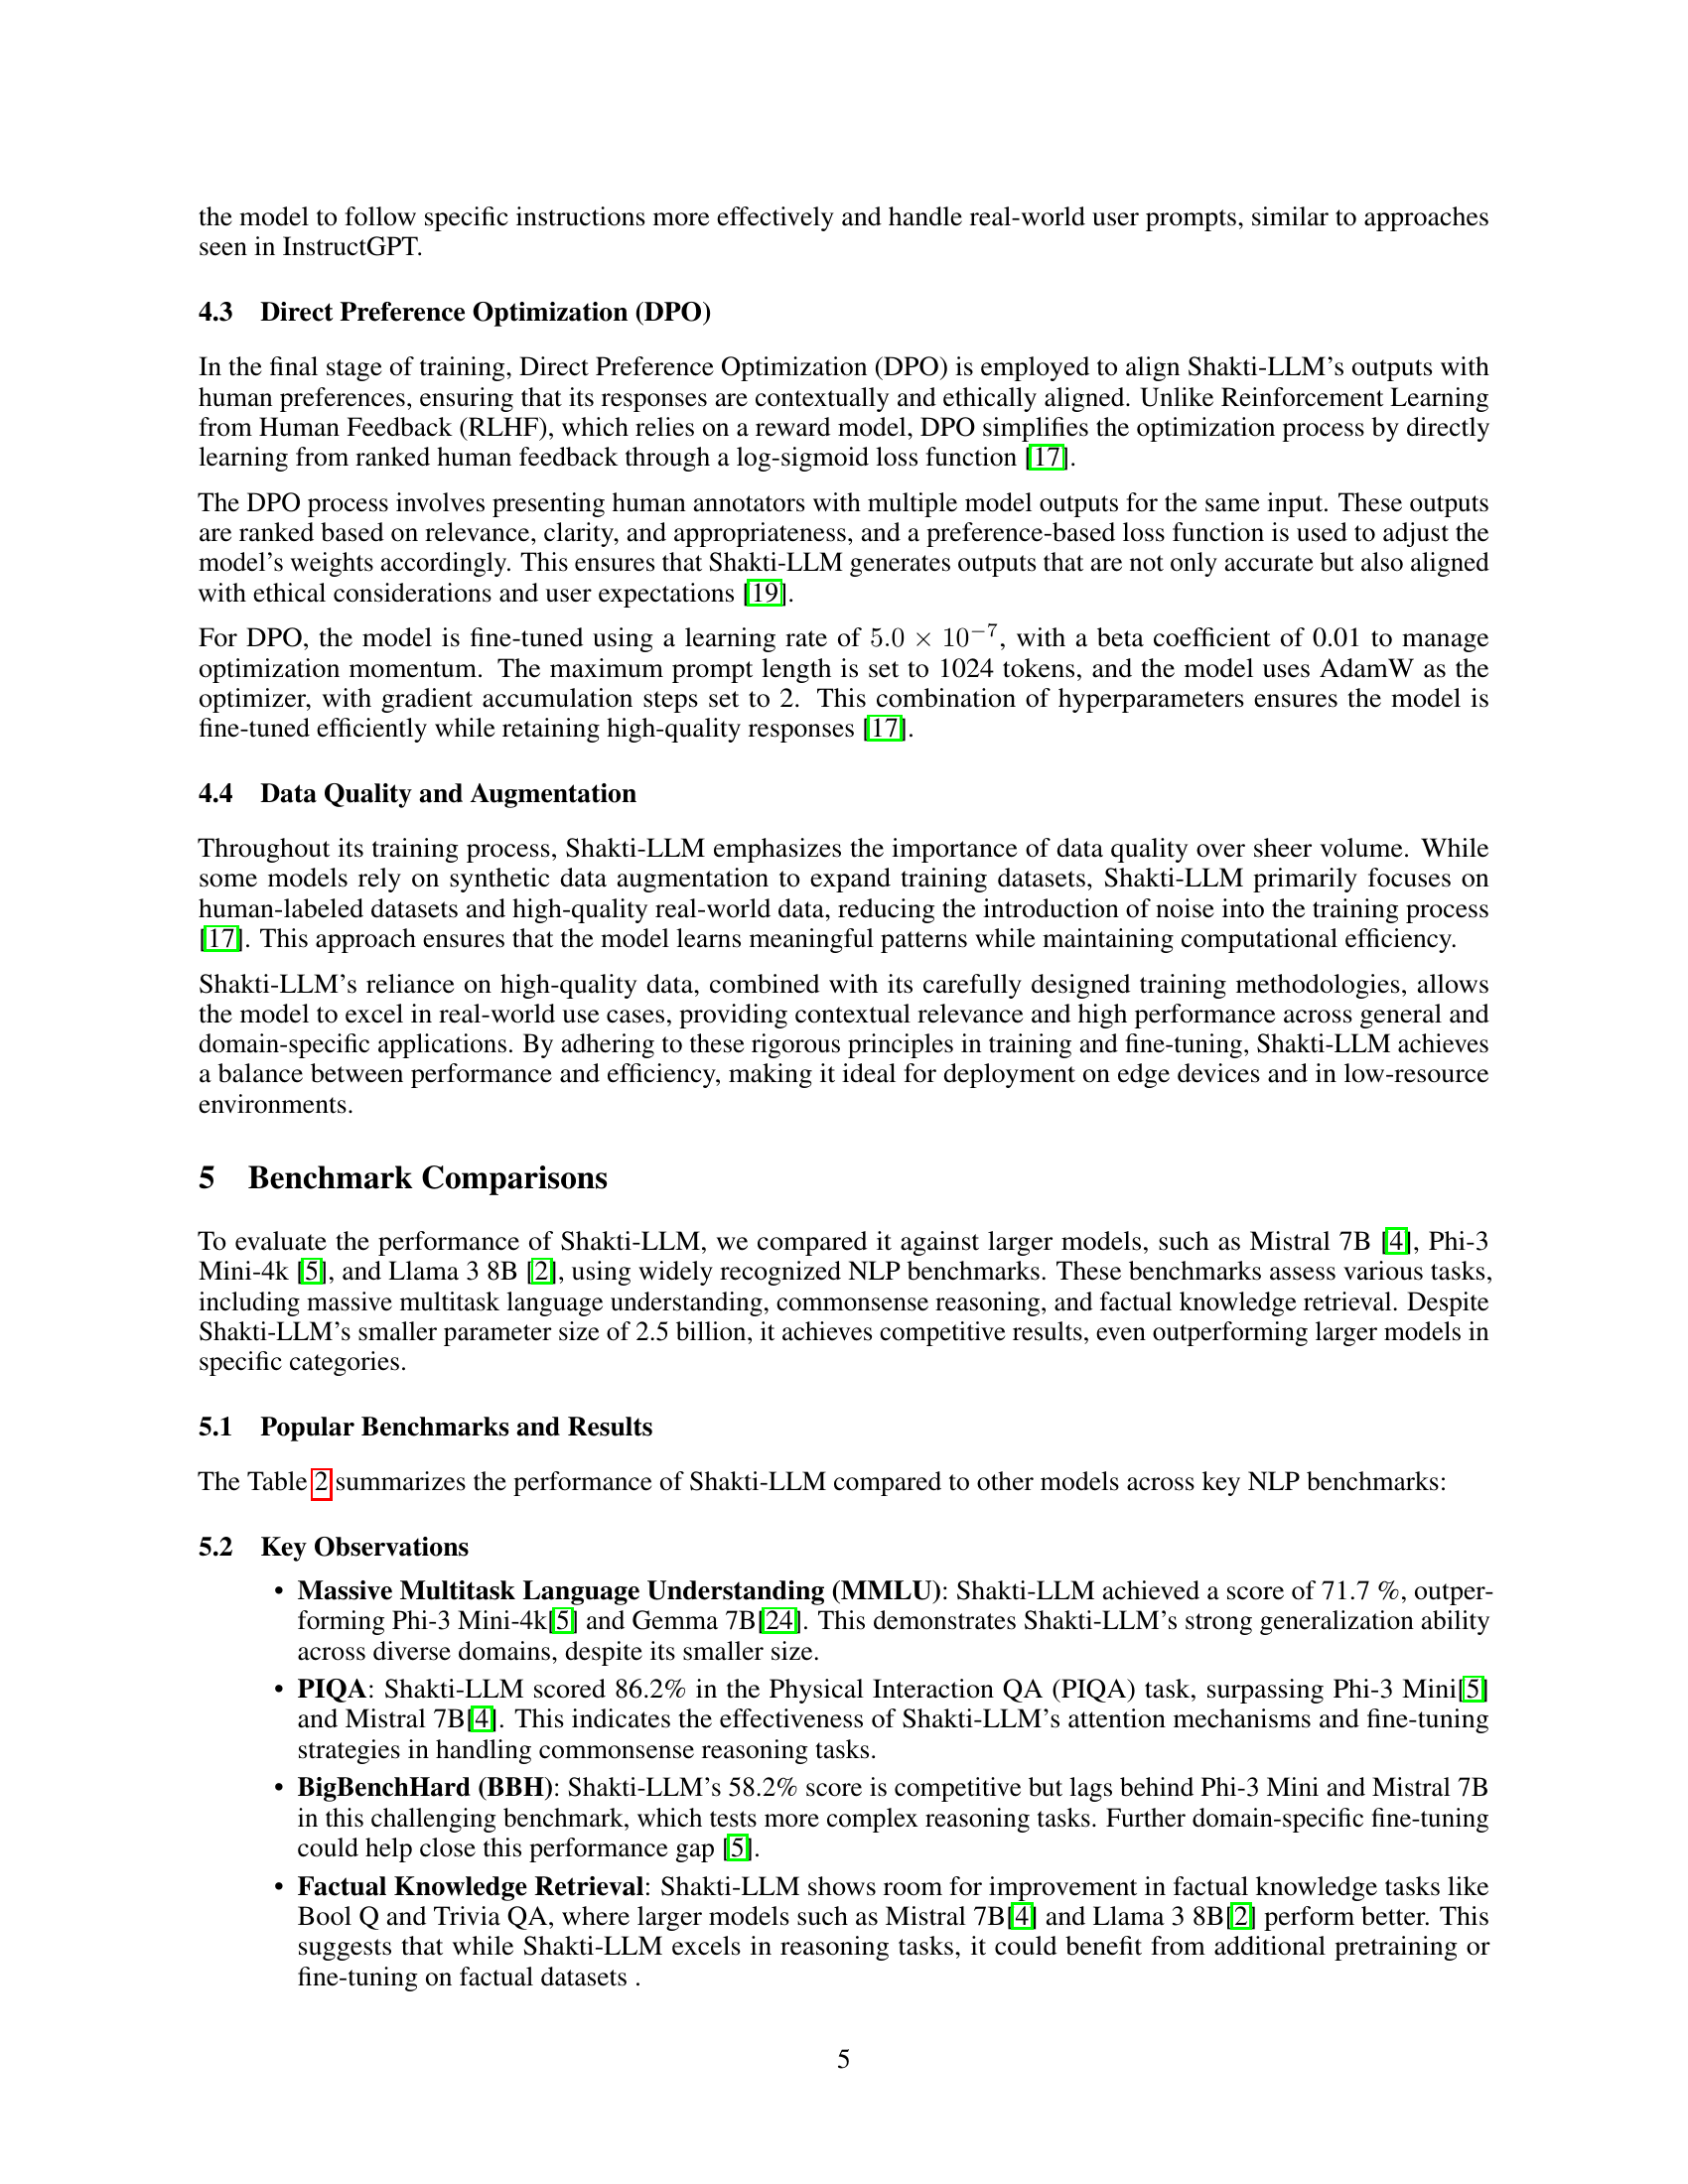 the model to follow specific instructions more effectively and handle real-world user prompts, similar to approaches
seen in InstructGPT.
4.3 Direct Preference Optimization (DPO)
In the final stage of training, Direct Preference Optimization (DPO) is employed to align Shakti-LLM's outputs with
human preferences, ensuring that its responses are contextually and ethically aligned. Unlike Reinforcement Learning
from Human Feedback (RLHF), which relies on a reward model, DPO simplifies the optimization process by directly
learning from ranked human feedback through a log-sigmoid loss function [17].
The DPO process involves presenting human annotators with multiple model outputs for the same input. These outputs
are ranked based on relevance, clarity, and appropriateness, and a preference-based loss function is used to adjust the
model's weights accordingly. This ensures that Shakti-LLM generates outputs that are not only accurate but also aligned
with ethical considerations and user expectations [19].
For DPO, the model is fine-tuned using a learning rate of 5.0 × 10⁻⁷, with a beta coefficient of 0.01 to manage
optimization momentum. The maximum prompt length is set to 1024 tokens, and the model uses AdamW as the
optimizer, with gradient accumulation steps set to 2. This combination of hyperparameters ensures the model is
fine-tuned efficiently while retaining high-quality responses [17].
4.4 Data Quality and Augmentation
Throughout its training process, Shakti-LLM emphasizes the importance of data quality over sheer volume. While
some models rely on synthetic data augmentation to expand training datasets, Shakti-LLM primarily focuses on
human-labeled datasets and high-quality real-world data, reducing the introduction of noise into the training process
[17]. This approach ensures that the model learns meaningful patterns while maintaining computational efficiency.
Shakti-LLM's reliance on high-quality data, combined with its carefully designed training methodologies, allows
the model to excel in real-world use cases, providing contextual relevance and high performance across general and
domain-specific applications. By adhering to these rigorous principles in training and fine-tuning, Shakti-LLM achieves
a balance between performance and efficiency, making it ideal for deployment on edge devices and in low-resource
environments.
5 Benchmark Comparisons
To evaluate the performance of Shakti-LLM, we compared it against larger models, such as Mistral 7B [4], Phi-3
Mini-4k [5], and Llama 3 8B [2], using widely recognized NLP benchmarks. These benchmarks assess various tasks,
including massive multitask language understanding, commonsense reasoning, and factual knowledge retrieval. Despite
Shakti-LLM's smaller parameter size of 2.5 billion, it achieves competitive results, even outperforming larger models in
specific categories.
5.1 Popular Benchmarks and Results
The Table 2 summarizes the performance of Shakti-LLM compared to other models across key NLP benchmarks:
5.2 Key Observations
• Massive Multitask Language Understanding (MMLU): Shakti-LLM achieved a score of 71.7 %, outper-
forming Phi-3 Mini-4k[5] and Gemma 7B[24]. This demonstrates Shakti-LLM's strong generalization ability
across diverse domains, despite its smaller size.
• PIQA: Shakti-LLM scored 86.2% in the Physical Interaction QA (PIQA) task, surpassing Phi-3 Mini[5]
and Mistral 7B[4]. This indicates the effectiveness of Shakti-LLM's attention mechanisms and fine-tuning
strategies in handling commonsense reasoning tasks.
• BigBenchHard (BBH): Shakti-LLM's 58.2% score is competitive but lags behind Phi-3 Mini and Mistral 7B
in this challenging benchmark, which tests more complex reasoning tasks. Further domain-specific fine-tuning
could help close this performance gap [5].
• Factual Knowledge Retrieval: Shakti-LLM shows room for improvement in factual knowledge tasks like
Bool Q and Trivia QA, where larger models such as Mistral 7B[4] and Llama 3 8B[2] perform better. This
suggests that while Shakti-LLM excels in reasoning tasks, it could benefit from additional pretraining or
fine-tuning on factual datasets .
5